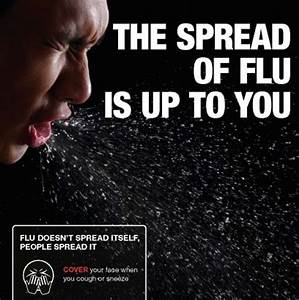 THE SPREAD
OF FLU
IS UP TO YOU
FLU DOESN'T SPREAD ITSELF,
PEOPLE SPREAD IT
COVER your face when
you cough or sneeze